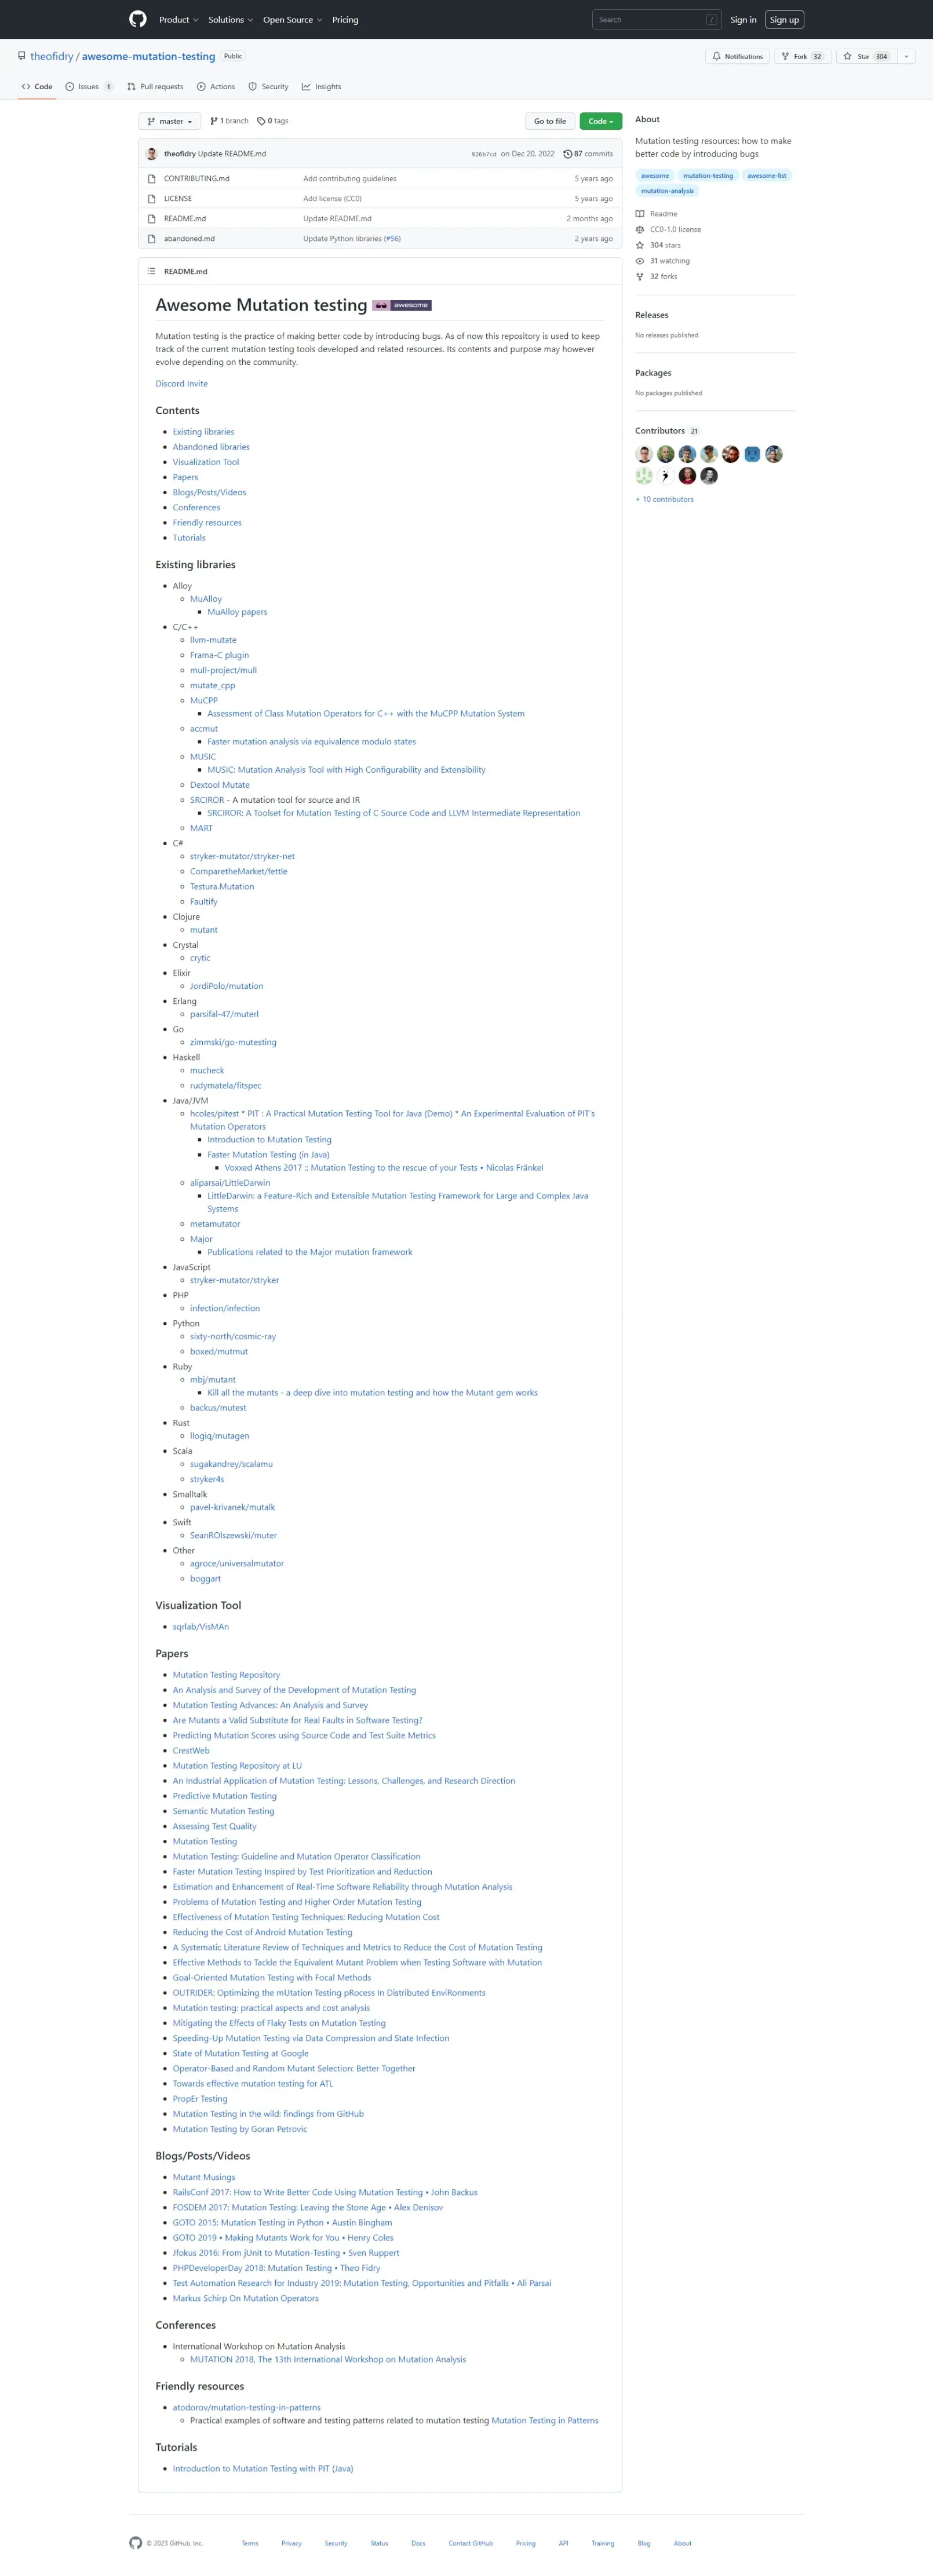 Product Solutions Open Source Pricing Search / Sign in Sign up
theofidry / awesome-mutation-testing Public Notifications Fork 32 Star 304
Code Issues 1 Pull requests Actions Security Insights
master 1 branch 0 tags Go to file Code
theofidry Update README.md 926b7cd on Dec 20, 2022 87 commits
CONTRIBUTING.md Add contributing guidelines 5 years ago
LICENSE Add license (CC0) 5 years ago
README.md Update README.md 2 months ago
abandoned.md Update Python libraries (#56) 2 years ago
README.md
Awesome Mutation testing awesome
Mutation testing is the practice of making better code by introducing bugs. As of now this repository is used to keep
track of the current mutation testing tools developed and related resources. Its contents and purpose may however
evolve depending on the community.
Discord Invite
Contents
Existing libraries
Abandoned libraries
Visualization Tool
Papers
Blogs/Posts/Videos
Conferences
Friendly resources
Tutorials
Existing libraries
Alloy
MuAlloy
MuAlloy papers
C/C++
llvm-mutate
Frama-C plugin
mull-project/mull
mutate_cpp
MuCPP
Assessment of Class Mutation Operators for C++ with the MuCPP Mutation System
accmut
Faster mutation analysis via equivalence modulo states
MUSIC
MUSIC: Mutation Analysis Tool with High Configurability and Extensibility
Dextool Mutate
SRCIROR - A mutation tool for source and IR
SRCIROR: A Toolset for Mutation Testing of C Source Code and LLVM Intermediate Representation
MART
C#
stryker-mutator/stryker-net
ComparetheMarket/fettle
Testura.Mutation
Faultify
Clojure
mutant
Crystal
crytic
Elixir
JordiPolo/mutation
Erlang
parsifal-47/muterl
Go
zimmski/go-mutesting
Haskell
mucheck
rudymatela/fitspec
Java/JVM
hcoles/pitest * PIT : A Practical Mutation Testing Tool for Java (Demo) * An Experimental Evaluation of PIT's
Mutation Operators
Introduction to Mutation Testing
Faster Mutation Testing (in Java)
Voxxed Athens 2017 :: Mutation Testing to the rescue of your Tests • Nicolas Fränkel
aliparsai/LittleDarwin
LittleDarwin: a Feature-Rich and Extensible Mutation Testing Framework for Large and Complex Java
Systems
metamutator
Major
Publications related to the Major mutation framework
JavaScript
stryker-mutator/stryker
PHP
infection/infection
Python
sixty-north/cosmic-ray
boxed/mutmut
Ruby
mbj/mutant
Kill all the mutants - a deep dive into mutation testing and how the Mutant gem works
backus/mutest
Rust
llogiq/mutagen
Scala
sugakandrey/scalamu
stryker4s
Smalltalk
pavel-krivanek/mutalk
Swift
SeanROlszewski/muter
Other
agroce/universalmutator
boggart
Visualization Tool
sqrlab/VisMAn
Papers
Mutation Testing Repository
An Analysis and Survey of the Development of Mutation Testing
Mutation Testing Advances: An Analysis and Survey
Are Mutants a Valid Substitute for Real Faults in Software Testing?
Predicting Mutation Scores using Source Code and Test Suite Metrics
CrestWeb
Mutation Testing Repository at LU
An Industrial Application of Mutation Testing: Lessons, Challenges, and Research Direction
Predictive Mutation Testing
Semantic Mutation Testing
Assessing Test Quality
Mutation Testing
Mutation Testing: Guideline and Mutation Operator Classification
Faster Mutation Testing Inspired by Test Prioritization and Reduction
Estimation and Enhancement of Real-Time Software Reliability through Mutation Analysis
Problems of Mutation Testing and Higher Order Mutation Testing
Effectiveness of Mutation Testing Techniques: Reducing Mutation Cost
Reducing the Cost of Android Mutation Testing
A Systematic Literature Review of Techniques and Metrics to Reduce the Cost of Mutation Testing
Effective Methods to Tackle the Equivalent Mutant Problem when Testing Software with Mutation
Goal-Oriented Mutation Testing with Focal Methods
OUTRIDER: Optimizing the mUtation Testing pRocess In Distributed EnviRonments
Mutation testing: practical aspects and cost analysis
Mitigating the Effects of Flaky Tests on Mutation Testing
Speeding-Up Mutation Testing via Data Compression and State Infection
State of Mutation Testing at Google
Operator-Based and Random Mutant Selection: Better Together
Towards effective mutation testing for ATL
PropEr Testing
Mutation Testing in the wild: findings from GitHub
Mutation Testing by Goran Petrovic
Blogs/Posts/Videos
Mutant Musings
RailsConf 2017: How to Write Better Code Using Mutation Testing • John Backus
FOSDEM 2017: Mutation Testing: Leaving the Stone Age • Alex Denisov
GOTO 2015: Mutation Testing in Python • Austin Bingham
GOTO 2019 • Making Mutants Work for You • Henry Coles
Jfokus 2016: From jUnit to Mutation-Testing • Sven Ruppert
PHPDeveloperDay 2018: Mutation Testing • Theo Fidry
Test Automation Research for Industry 2019: Mutation Testing, Opportunities and Pitfalls • Ali Parsai
Markus Schirp On Mutation Operators
Conferences
International Workshop on Mutation Analysis
MUTATION 2018, The 13th International Workshop on Mutation Analysis
Friendly resources
atodorov/mutation-testing-in-patterns
Practical examples of software and testing patterns related to mutation testing Mutation Testing in Patterns
Tutorials
Introduction to Mutation Testing with PIT (Java)
About
Mutation testing resources: how to make
better code by introducing bugs
awesome mutation-testing awesome-list
mutation-analysis
Readme
CC0-1.0 license
304 stars
31 watching
32 forks
Releases
No releases published
Packages
No packages published
Contributors 21
+ 10 contributors
© 2023 GitHub, Inc. Terms Privacy Security Status Docs Contact GitHub Pricing API Training Blog About